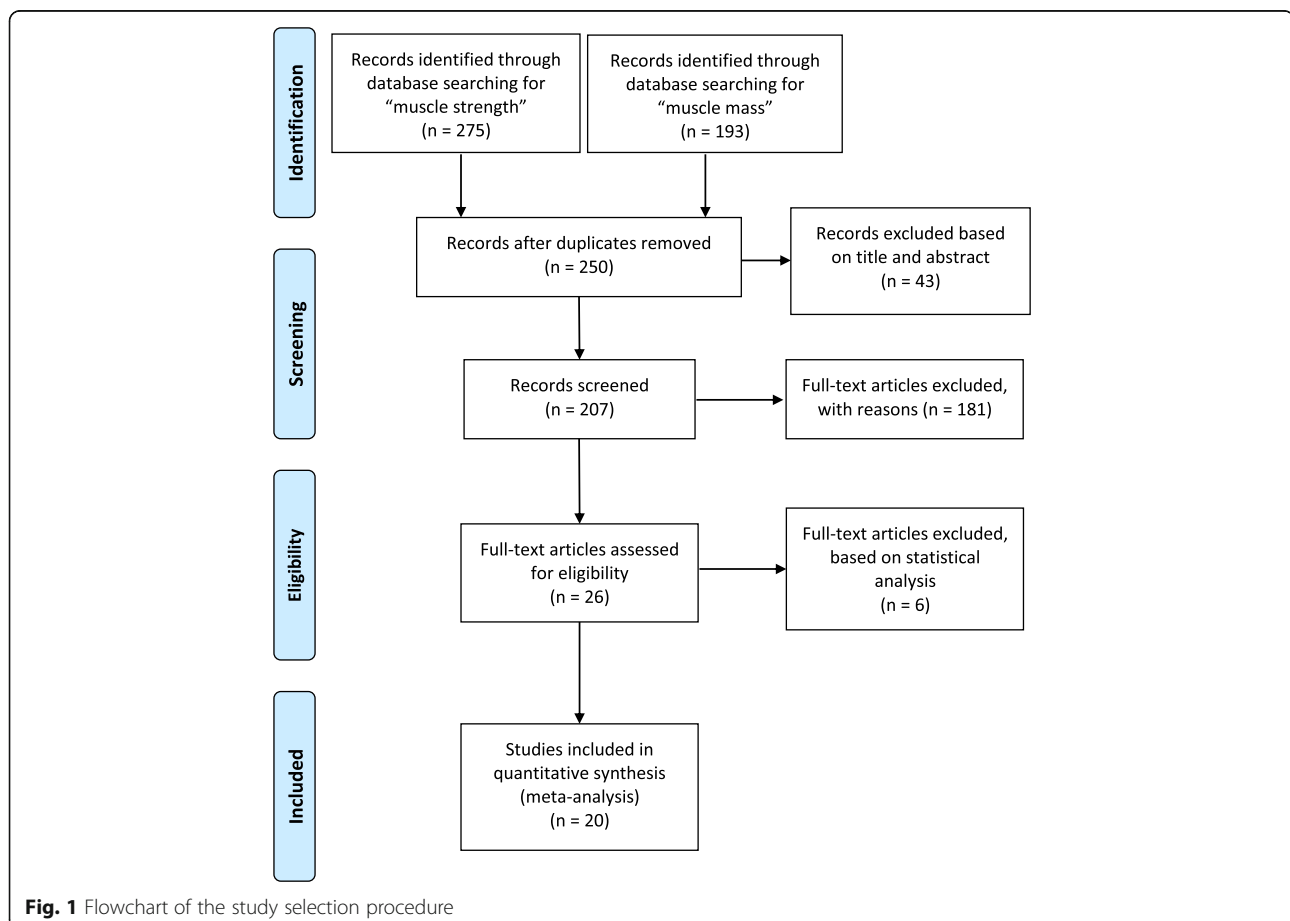 Identification
Records identified through
database searching for
“muscle strength”
(n = 275)
Records identified through
database searching for
“muscle mass”
(n = 193)
Records after duplicates removed
(n = 250)
Records excluded based
on title and abstract
(n = 43)
Screening
Records screened
(n = 207)
Full-text articles excluded,
with reasons (n = 181)
Eligibility
Full-text articles assessed
for eligibility
(n = 26)
Full-text articles excluded,
based on statistical
analysis
(n = 6)
Included
Studies included in
quantitative synthesis
(meta-analysis)
(n = 20)
Fig. 1 Flowchart of the study selection procedure